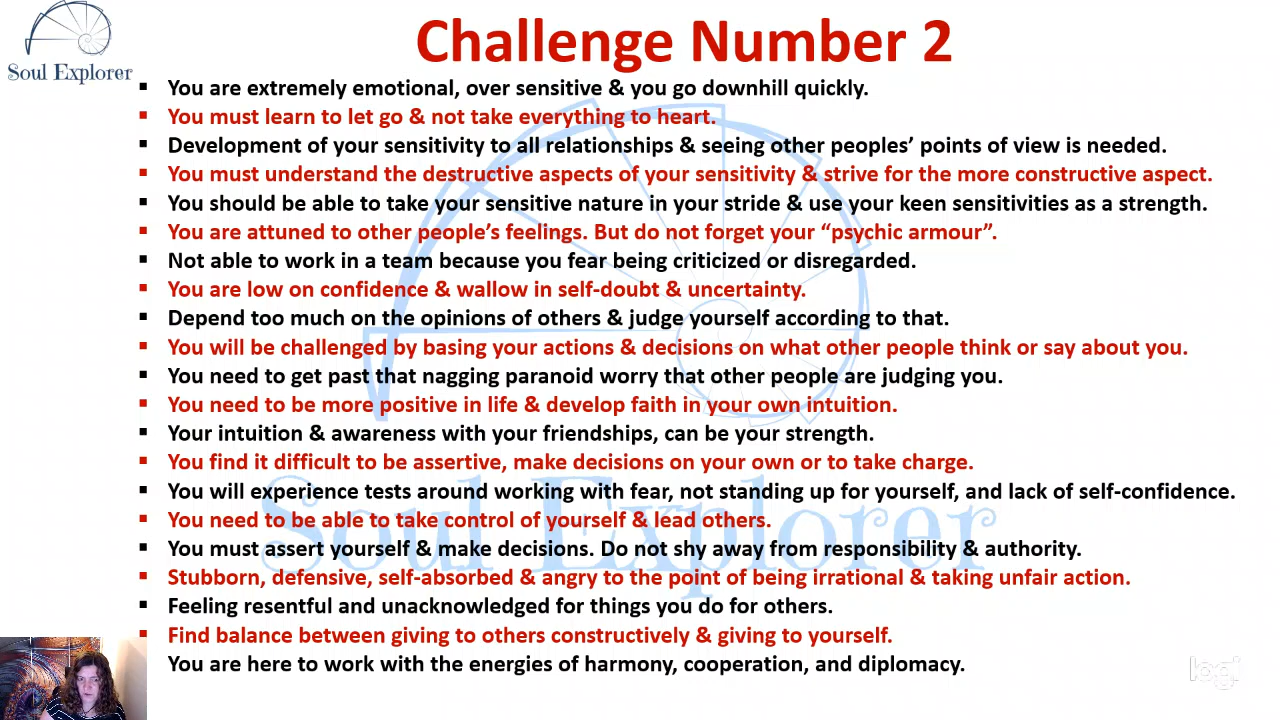 Challenge Number 2
Soul Explorer
You are extremely emotional, over sensitive & you go downhill quickly.
You must learn to let go & not take everything to heart.
Development of your sensitivity to all relationships & seeing other peoples’ points of view is needed.
You must understand the destructive aspects of your sensitivity & strive for the more constructive aspect.
You should be able to take your sensitive nature in your stride & use your keen sensitivities as a strength.
You are attuned to other people’s feelings. But do not forget your “psychic armour”.
Not able to work in a team because you fear being criticized or disregarded.
You are low on confidence & wallow in self-doubt & uncertainty.
Depend too much on the opinions of others & judge yourself according to that.
You will be challenged by basing your actions & decisions on what other people think or say about you.
You need to get past that nagging paranoid worry that other people are judging you.
You need to be more positive in life & develop faith in your own intuition.
Your intuition & awareness with your friendships, can be your strength.
You find it difficult to be assertive, make decisions on your own or to take charge.
You will experience tests around working with fear, not standing up for yourself, and lack of self-confidence.
You need to be able to take control of yourself & lead others.
You must assert yourself & make decisions. Do not shy away from responsibility & authority.
Stubborn, defensive, self-absorbed & angry to the point of being irrational & taking unfair action.
Feeling resentful and unacknowledged for things you do for others.
Find balance between giving to others constructively & giving to yourself.
You are here to work with the energies of harmony, cooperation, and diplomacy.
Soul Explorer